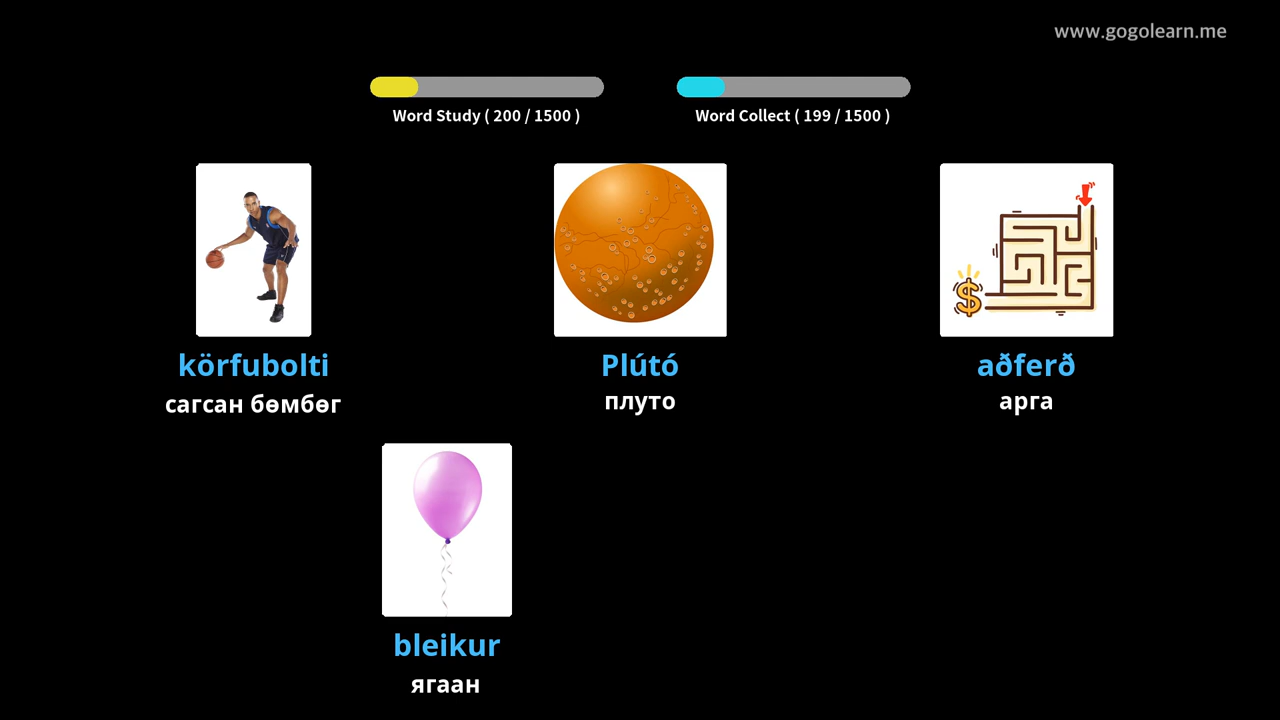 www.gogolearn.me
Word Study ( 200 / 1500 )
Word Collect ( 199 / 1500 )
körfubolti
сагсан бөмбөг
Plútó
плуто
aðferð
арга
bleikur
ягаан